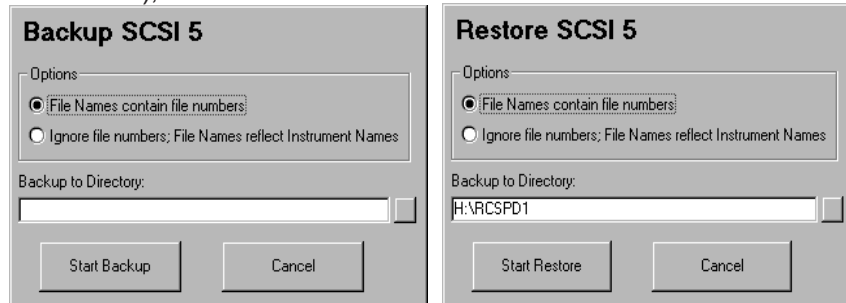 Backup SCSI 5
Options
File Names contain file numbers
Ignore file numbers; File Names reflect Instrument Names
Backup to Directory:
Start Backup
Cancel
Restore SCSI 5
Options
File Names contain file numbers
Ignore file numbers; File Names reflect Instrument Names
Backup to Directory:
H:\RCSPD1
Start Restore
Cancel